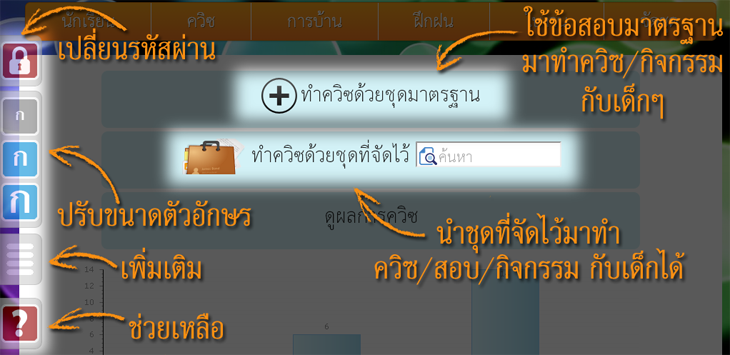 นักเรียน ควิซ การบ้าน ฝึกฝน
เปลี่ยนรหัสผ่าน
ใช้ข้อสอบมาตรฐาน
มาทำควิซ/กิจกรรม
กับเด็กๆ
ทำควิซด้วยชุดมาตรฐาน
ก
ก
ก
ทำควิซด้วยชุดที่จัดไว้ ค้นหา
ปรับขนาดตัวอักษร
ดูผลการควิซ
นำชุดที่จัดไว้มาทำ
ควิซ/สอบ/กิจกรรม กับเด็กได้
เพิ่มเติม
ช่วยเหลือ
?
14
12
10
8
6
4
6